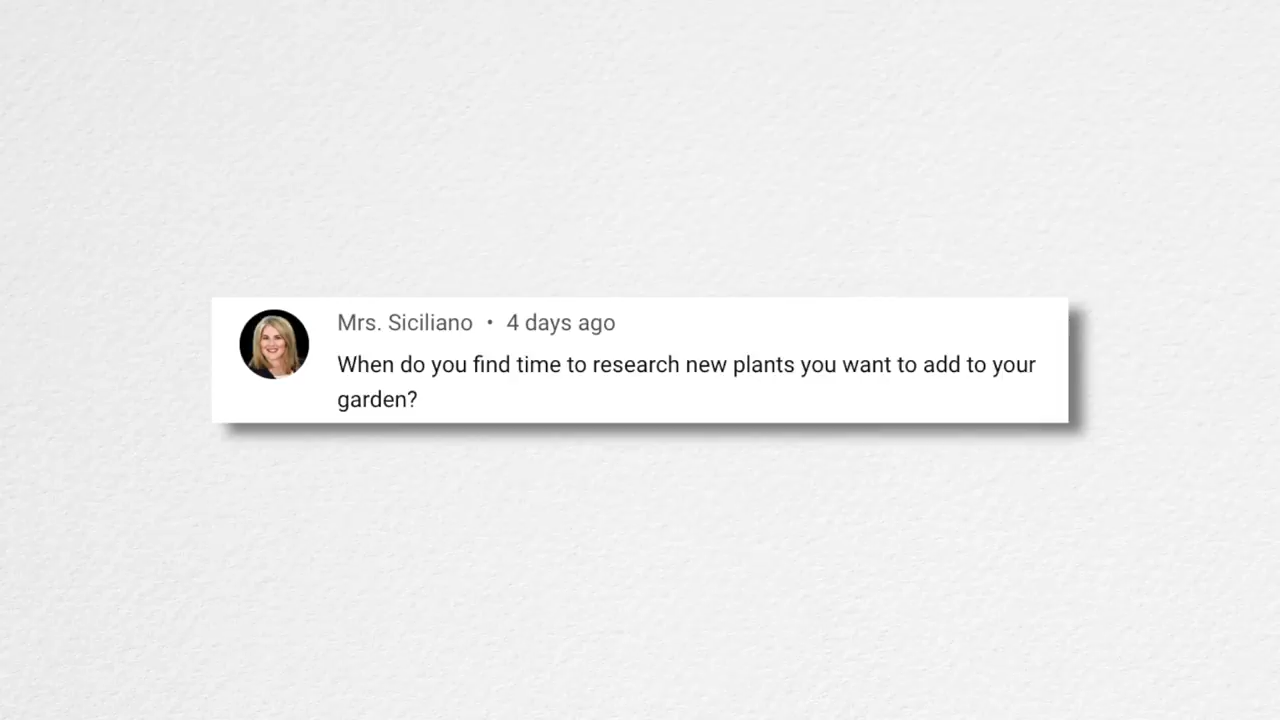 Mrs. Siciliano • 4 days ago
When do you find time to research new plants you want to add to your
garden?